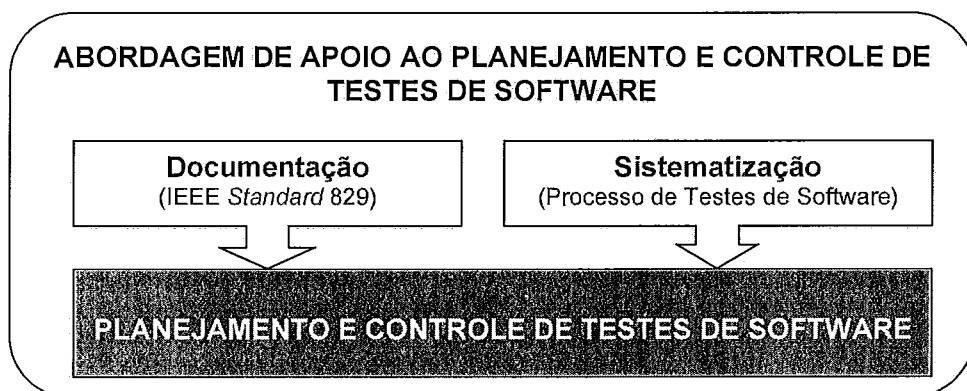 ABORDAGEM DE APOIO AO PLANEJAMENTO E CONTROLE DE
TESTES DE SOFTWARE
Documentação
(IEEE Standard 829)
Sistematização
(Processo de Testes de Software)
PLANEJAMENTO E CONTROLE DE TESTES DE SOFTWARE